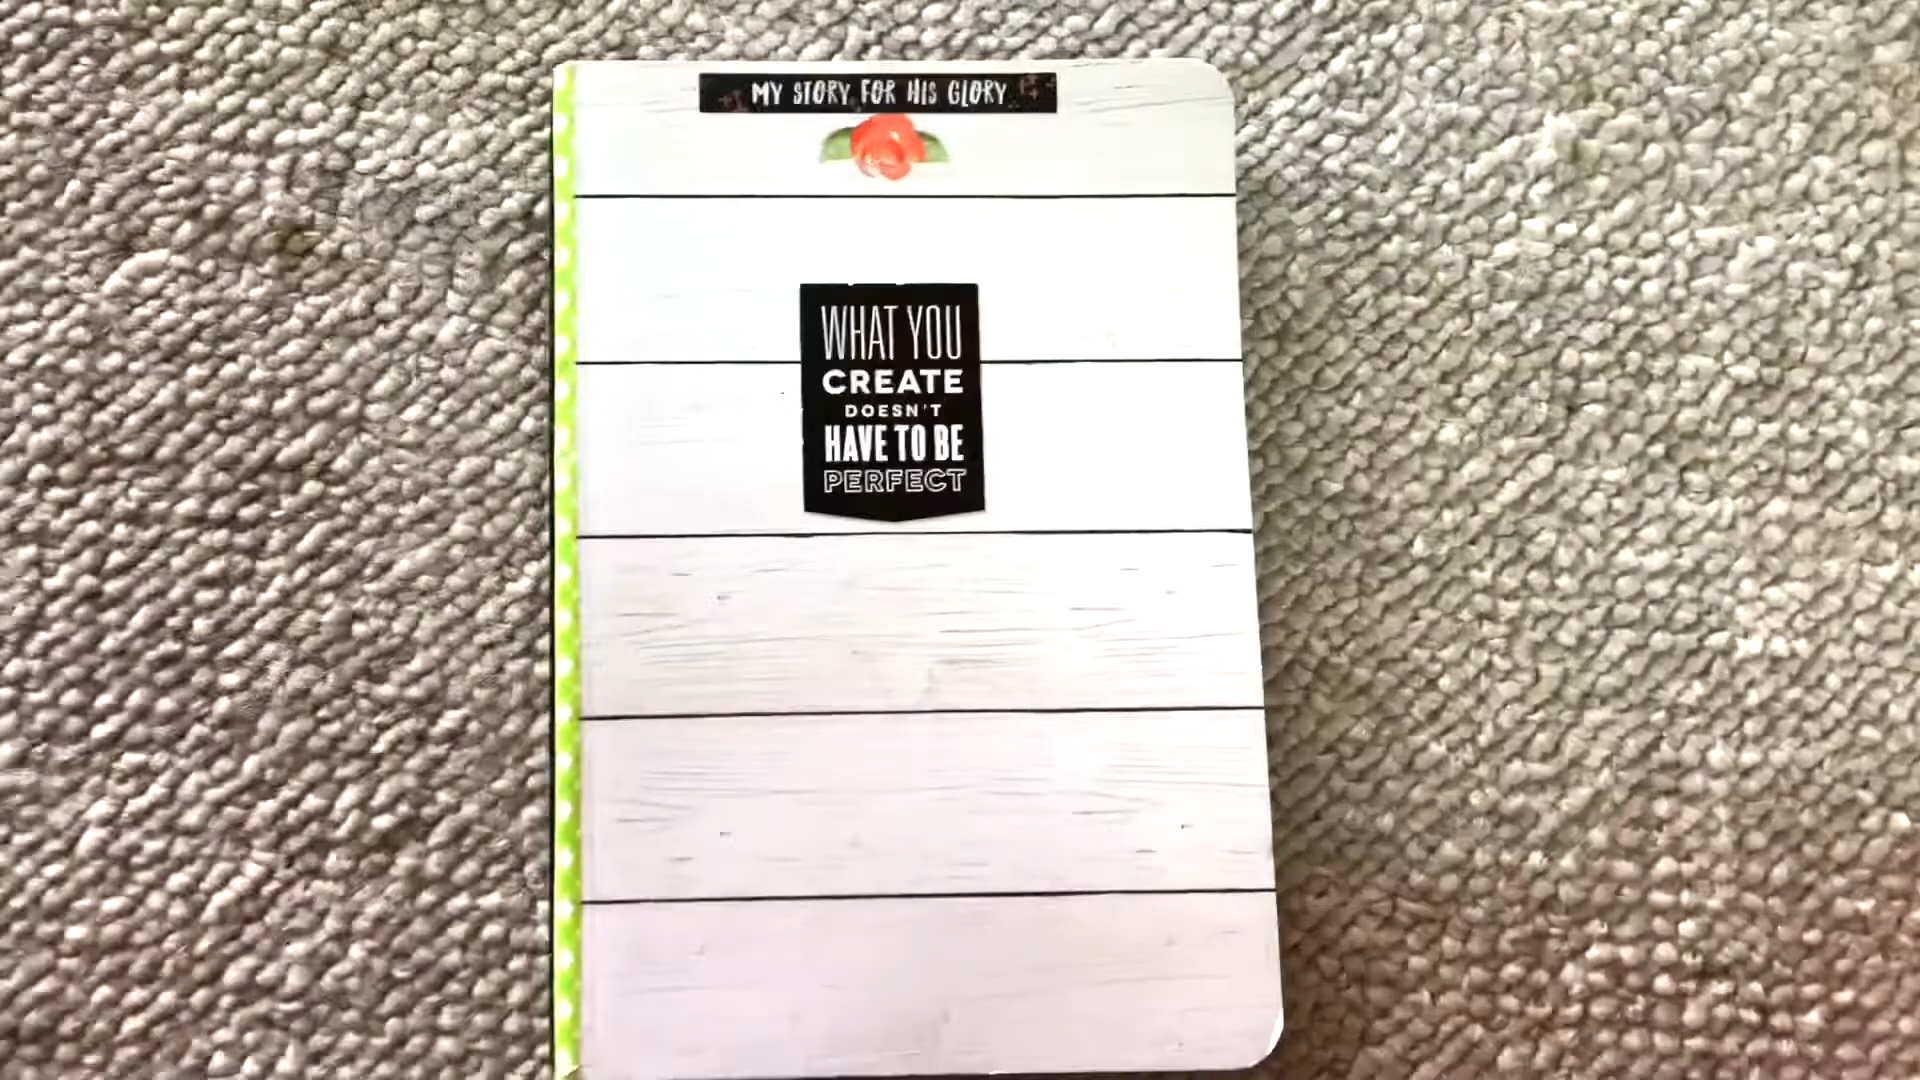 MY STORY FOR HIS GLORY
WHAT YOU
CREATE
DOESN'T
HAVE TO BE
PERFECT